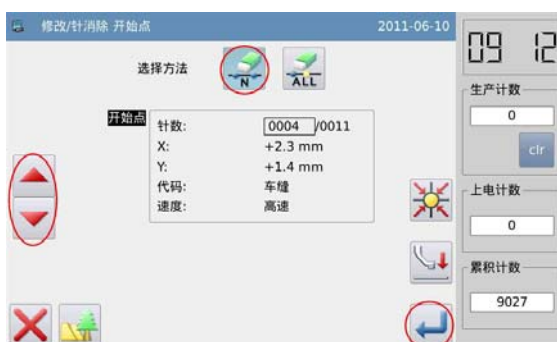 修改/针消除 开始点 2011-06-10
09 12
选择方法 N ALL
生产计数
0
clr
开始点
针数: 0004 /0011
X: +2.3 mm
Y: +1.4 mm
代码: 车缝
速度: 高速
上电计数
0
累积计数
9027